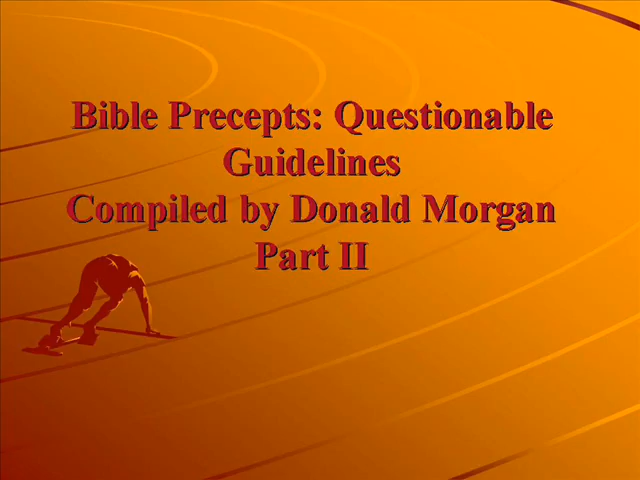 Bible Precepts: Questionable
Guidelines
Compiled by Donald Morgan
Part II